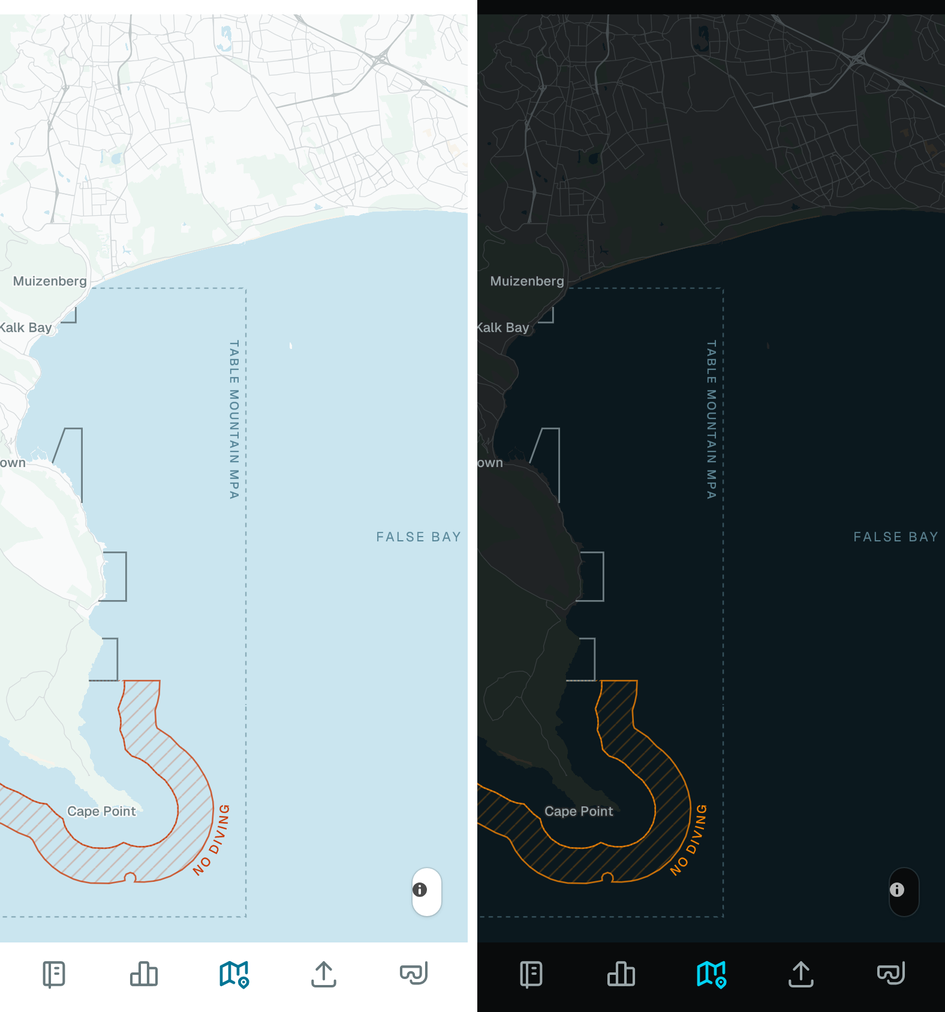 Muizenberg
Kalk Bay
TABLE MOUNTAIN MPA
own
FALSE BAY
Cape Point
NO DIVING
Muizenberg
Kalk Bay
TABLE MOUNTAIN MPA
own
FALSE BAY
Cape Point
NO DIVING